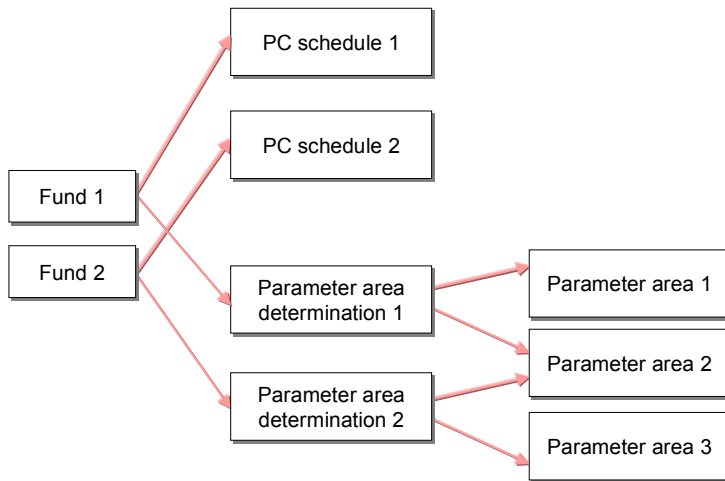 PC schedule 1
PC schedule 2
Fund 1
Fund 2
Parameter area
determination 1
Parameter area
determination 2
Parameter area 1
Parameter area 2
Parameter area 3